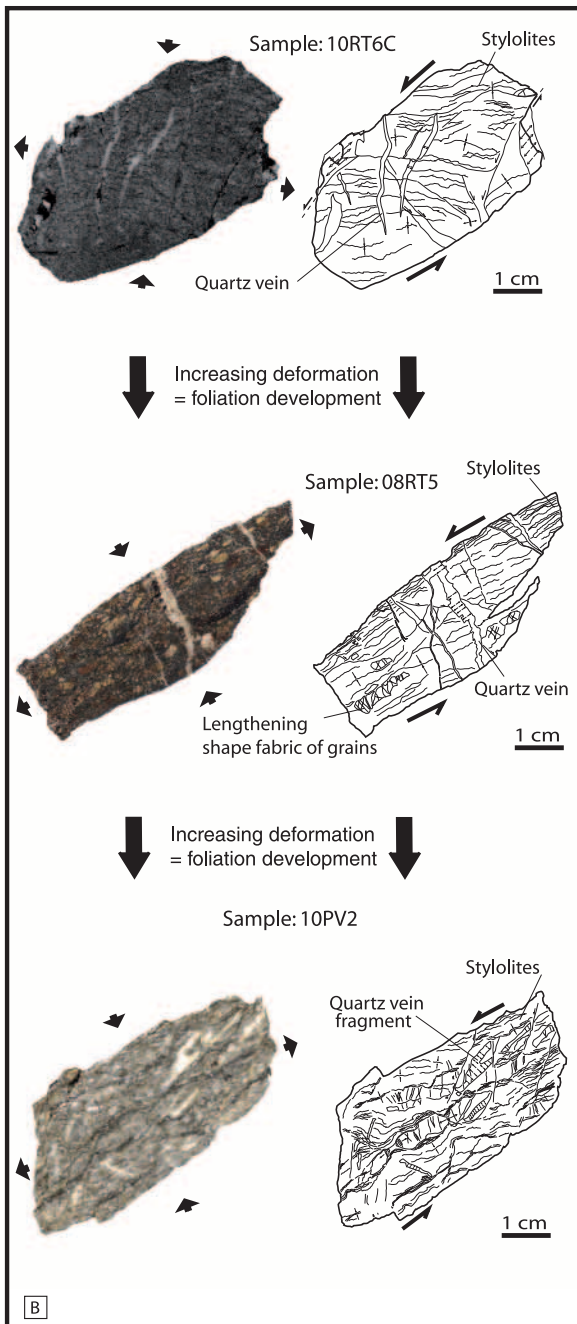 Sample: 10RT6C
Stylolites
Quartz vein
1 cm
Increasing deformation
= foliation development
Sample: 08RT5
Stylolites
Quartz vein
Lengthening
shape fabric of grains
1 cm
Increasing deformation
= foliation development
Sample: 10PV2
Stylolites
Quartz vein
fragment
1 cm
B